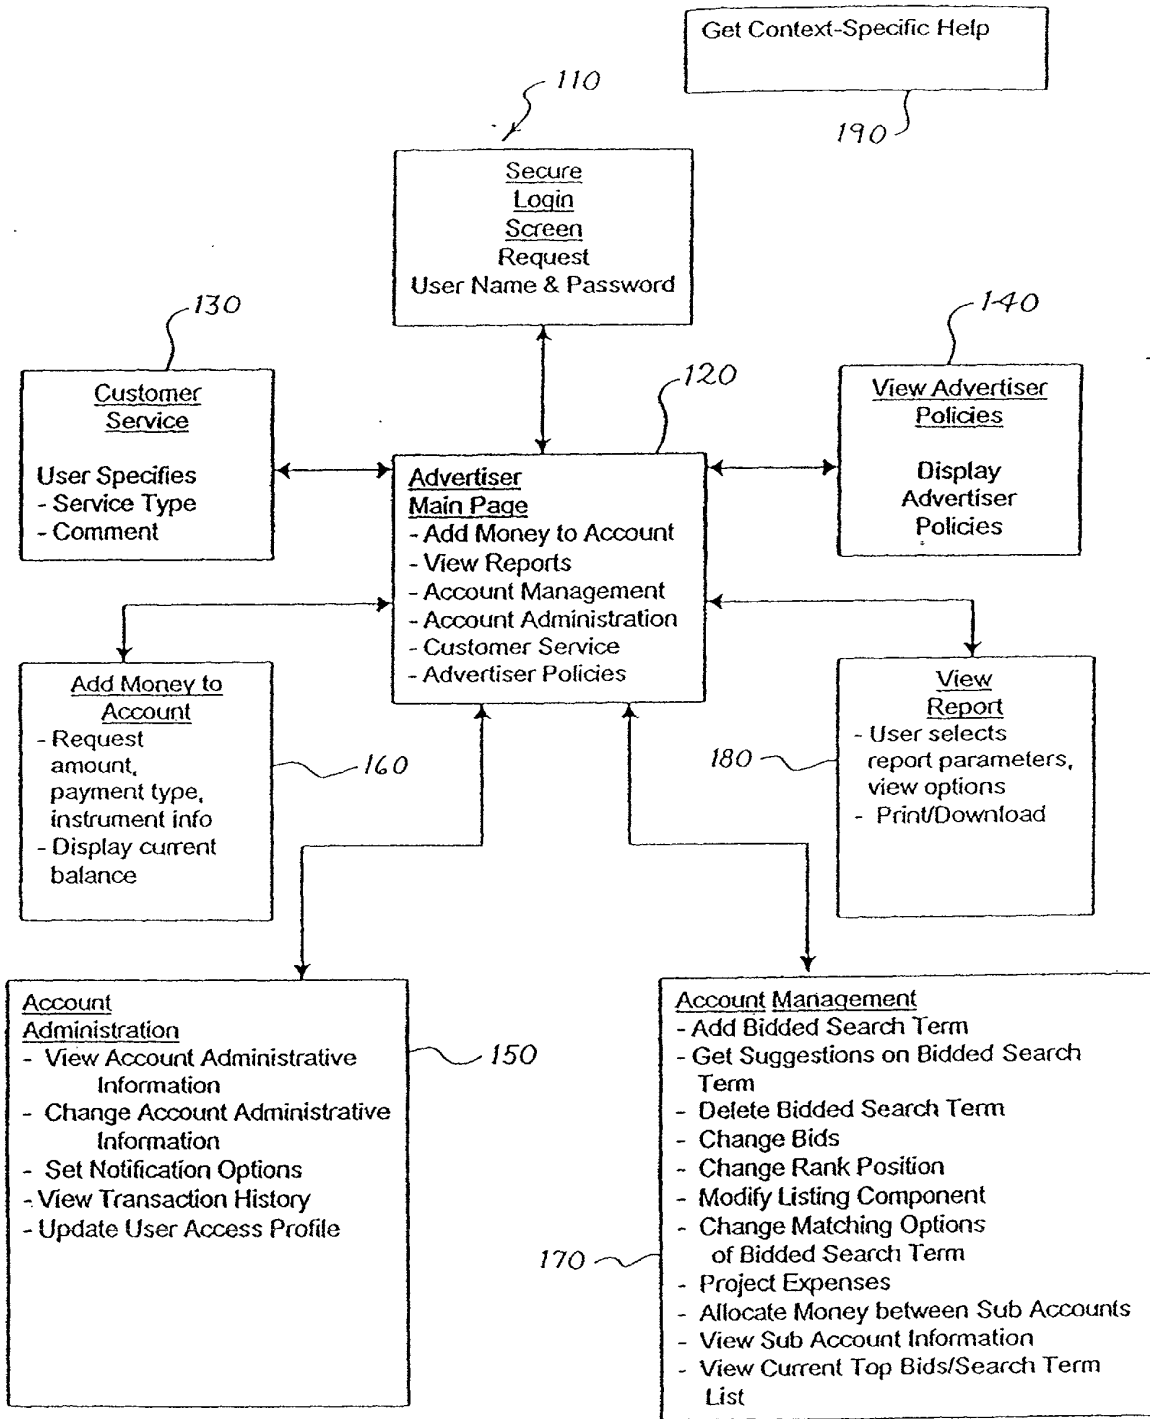 Get Context-Specific Help
190
110
Secure
Login
Screen
Request
User Name & Password
130
Customer
Service
User Specifies
- Service Type
- Comment
120
Advertiser
Main Page
- Add Money to Account
- View Reports
- Account Management
- Account Administration
- Customer Service
- Advertiser Policies
140
View Advertiser
Policies
Display
Advertiser
Policies
Add Money to
Account
- Request
amount,
payment type,
instrument info
- Display current
balance
160
View
Report
- User selects
report parameters,
view options
- Print/Download
180
Account
Administration
- View Account Administrative
Information
- Change Account Administrative
Information
- Set Notification Options
- View Transaction History
- Update User Access Profile
150
Account Management
- Add Bidded Search Term
- Get Suggestions on Bidded Search
Term
- Delete Bidded Search Term
- Change Bids
- Change Rank Position
- Modify Listing Component
- Change Matching Options
of Bidded Search Term
- Project Expenses
- Allocate Money between Sub Accounts
- View Sub Account Information
- View Current Top Bids/Search Term
List
170